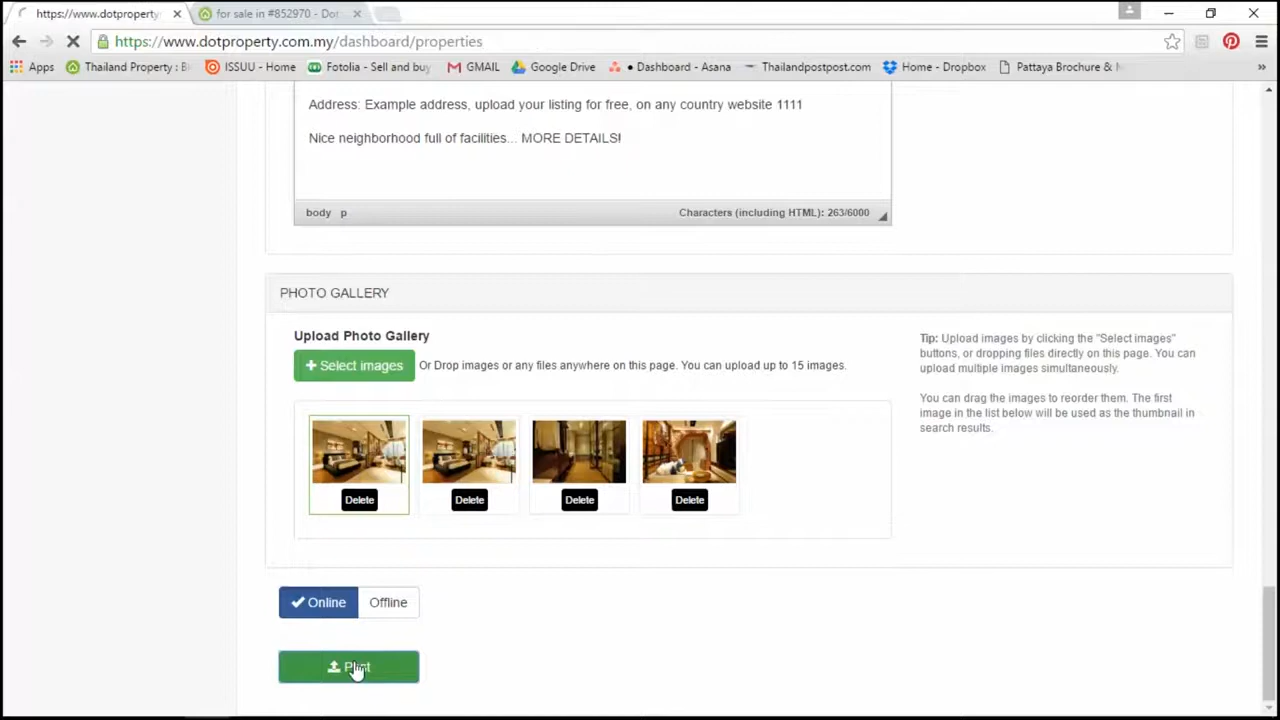 https://www.dotproperty
for sale in #852970 - Dot
https://www.dotproperty.com.my/dashboard/properties
Apps Thailand Property : B ISSUU - Home Fotolia - Sell and buy GMAIL Google Drive • Dashboard - Asana Thailandpostpost.com Home - Dropbox Pattaya Brochure & M »
Address: Example address, upload your listing for free, on any country website 1111
Nice neighborhood full of facilities... MORE DETAILS!
body p Characters (including HTML): 263/6000
PHOTO GALLERY
Upload Photo Gallery
+ Select images Or Drop images or any files anywhere on this page. You can upload up to 15 images.
Tip: Upload images by clicking the "Select images"
buttons, or dropping files directly on this page. You can
upload multiple images simultaneously.
You can drag the images to reorder them. The first
image in the list below will be used as the thumbnail in
search results.
Delete Delete Delete Delete
Online Offline